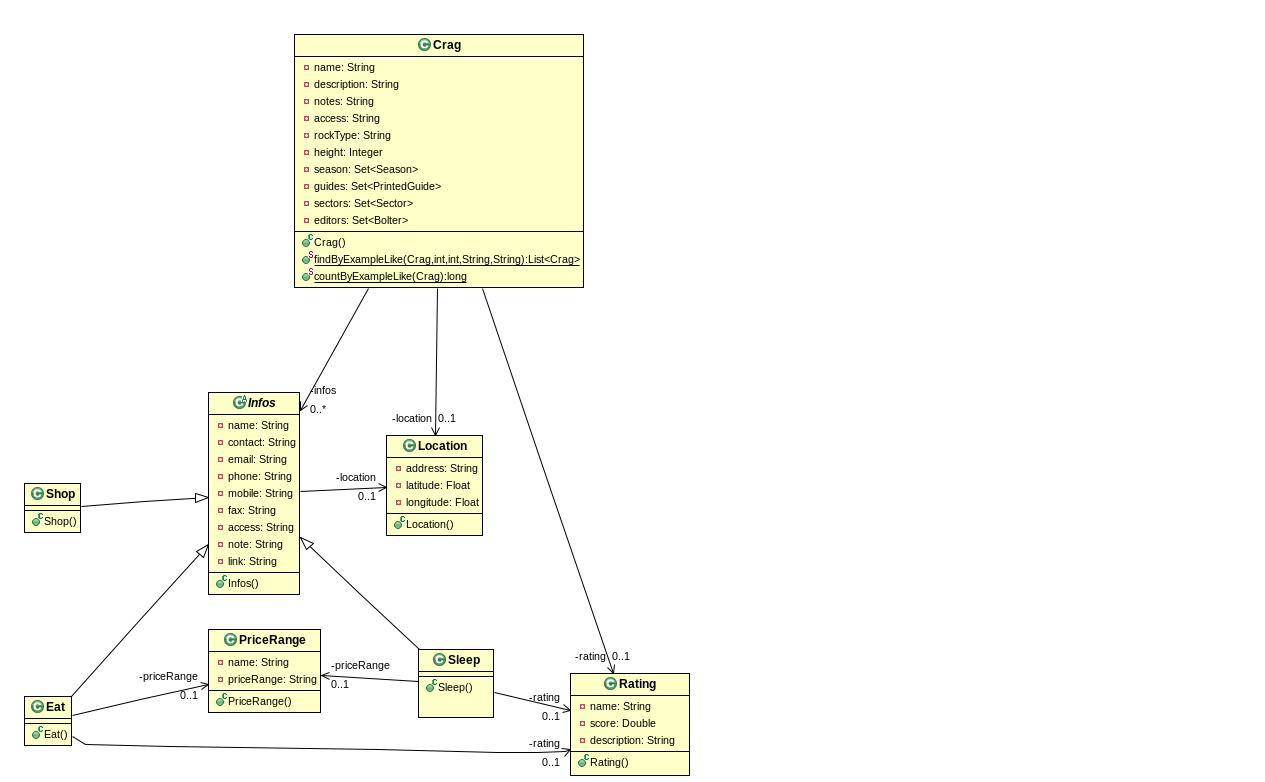 Crag
name: String
description: String
notes: String
access: String
rockType: String
height: Integer
season: Set<Season>
guides: Set<PrintedGuide>
sectors: Set<Sector>
editors: Set<Bolter>
Crag()
findByExampleLike(Crag,int,int,String,String):List<Crag>
countByExampleLike(Crag):long
-infos
0..*
-location 0..1
-rating 0..1
Infos
name: String
contact: String
email: String
phone: String
mobile: String
fax: String
access: String
note: String
link: String
Infos()
-location
0..1
Location
address: String
latitude: Float
longitude: Float
Location()
Shop
Shop()
PriceRange
name: String
priceRange: String
PriceRange()
-priceRange
0..1
Sleep
Sleep()
-rating
0..1
Eat
Eat()
-priceRange
0..1
-rating
0..1
Rating
name: String
score: Double
description: String
Rating()